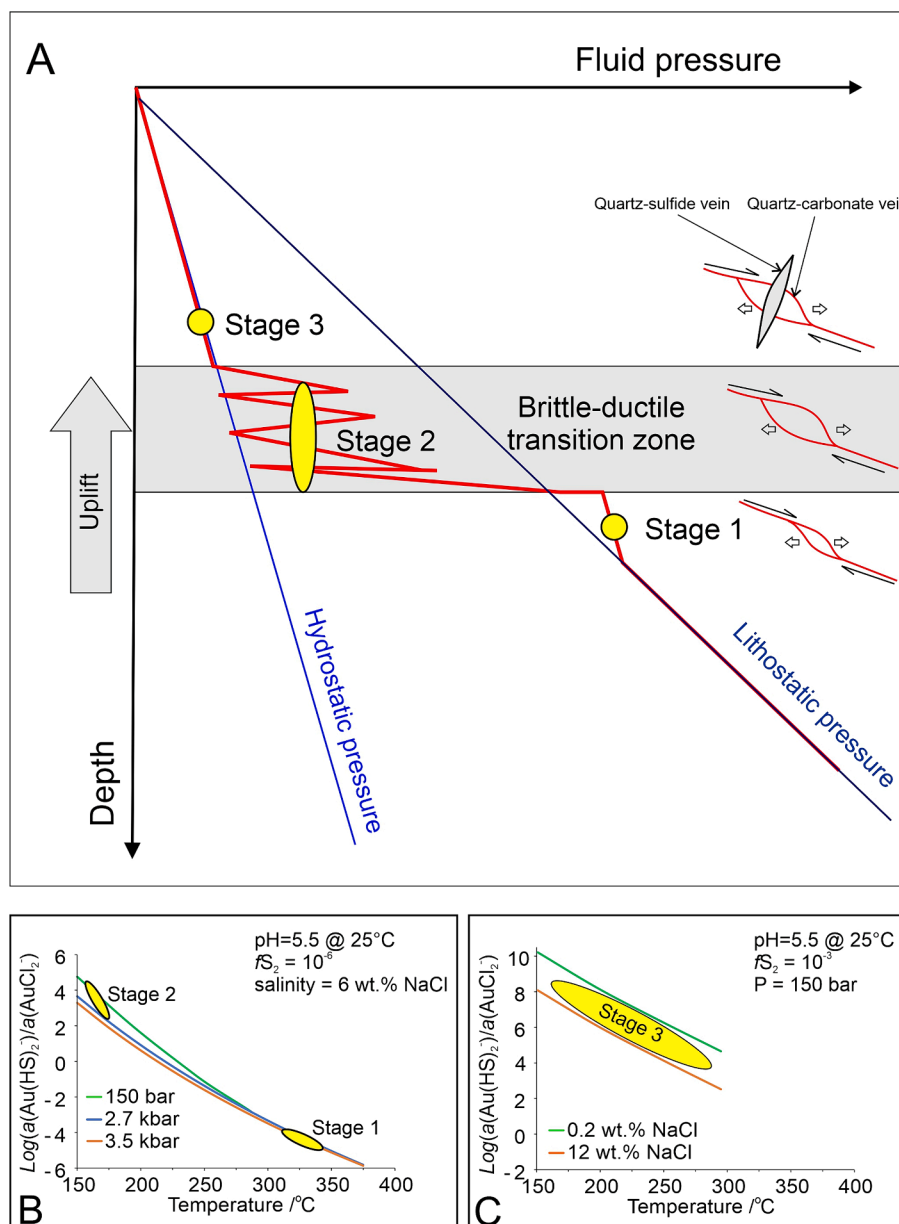 A
Fluid pressure
Quartz-sulfide vein
Quartz-carbonate vei
Stage 3
Brittle-ductile
transition zone
Stage 2
Uplift
Stage 1
Hydrostatic pressure
Lithostatic pressure
Depth
pH=5.5 @ 25°C
fS₂ = 10⁻⁶
salinity = 6 wt.% NaCl
Log(a(Au(HS)₂⁻)/a(AuCl₂⁻)
6
4
2
0
-2
-4
-6
Stage 2
Stage 1
150 bar
2.7 kbar
3.5 kbar
150 200 250 300 350 400
Temperature /°C
B
pH=5.5 @ 25°C
fS₂ = 10⁻³
P = 150 bar
Log(a(Au(HS)₂⁻)/a(AuCl₂⁻)
10
8
6
4
2
0
-2
Stage 3
0.2 wt.% NaCl
12 wt.% NaCl
150 200 250 300 350 400
Temperature /°C
C